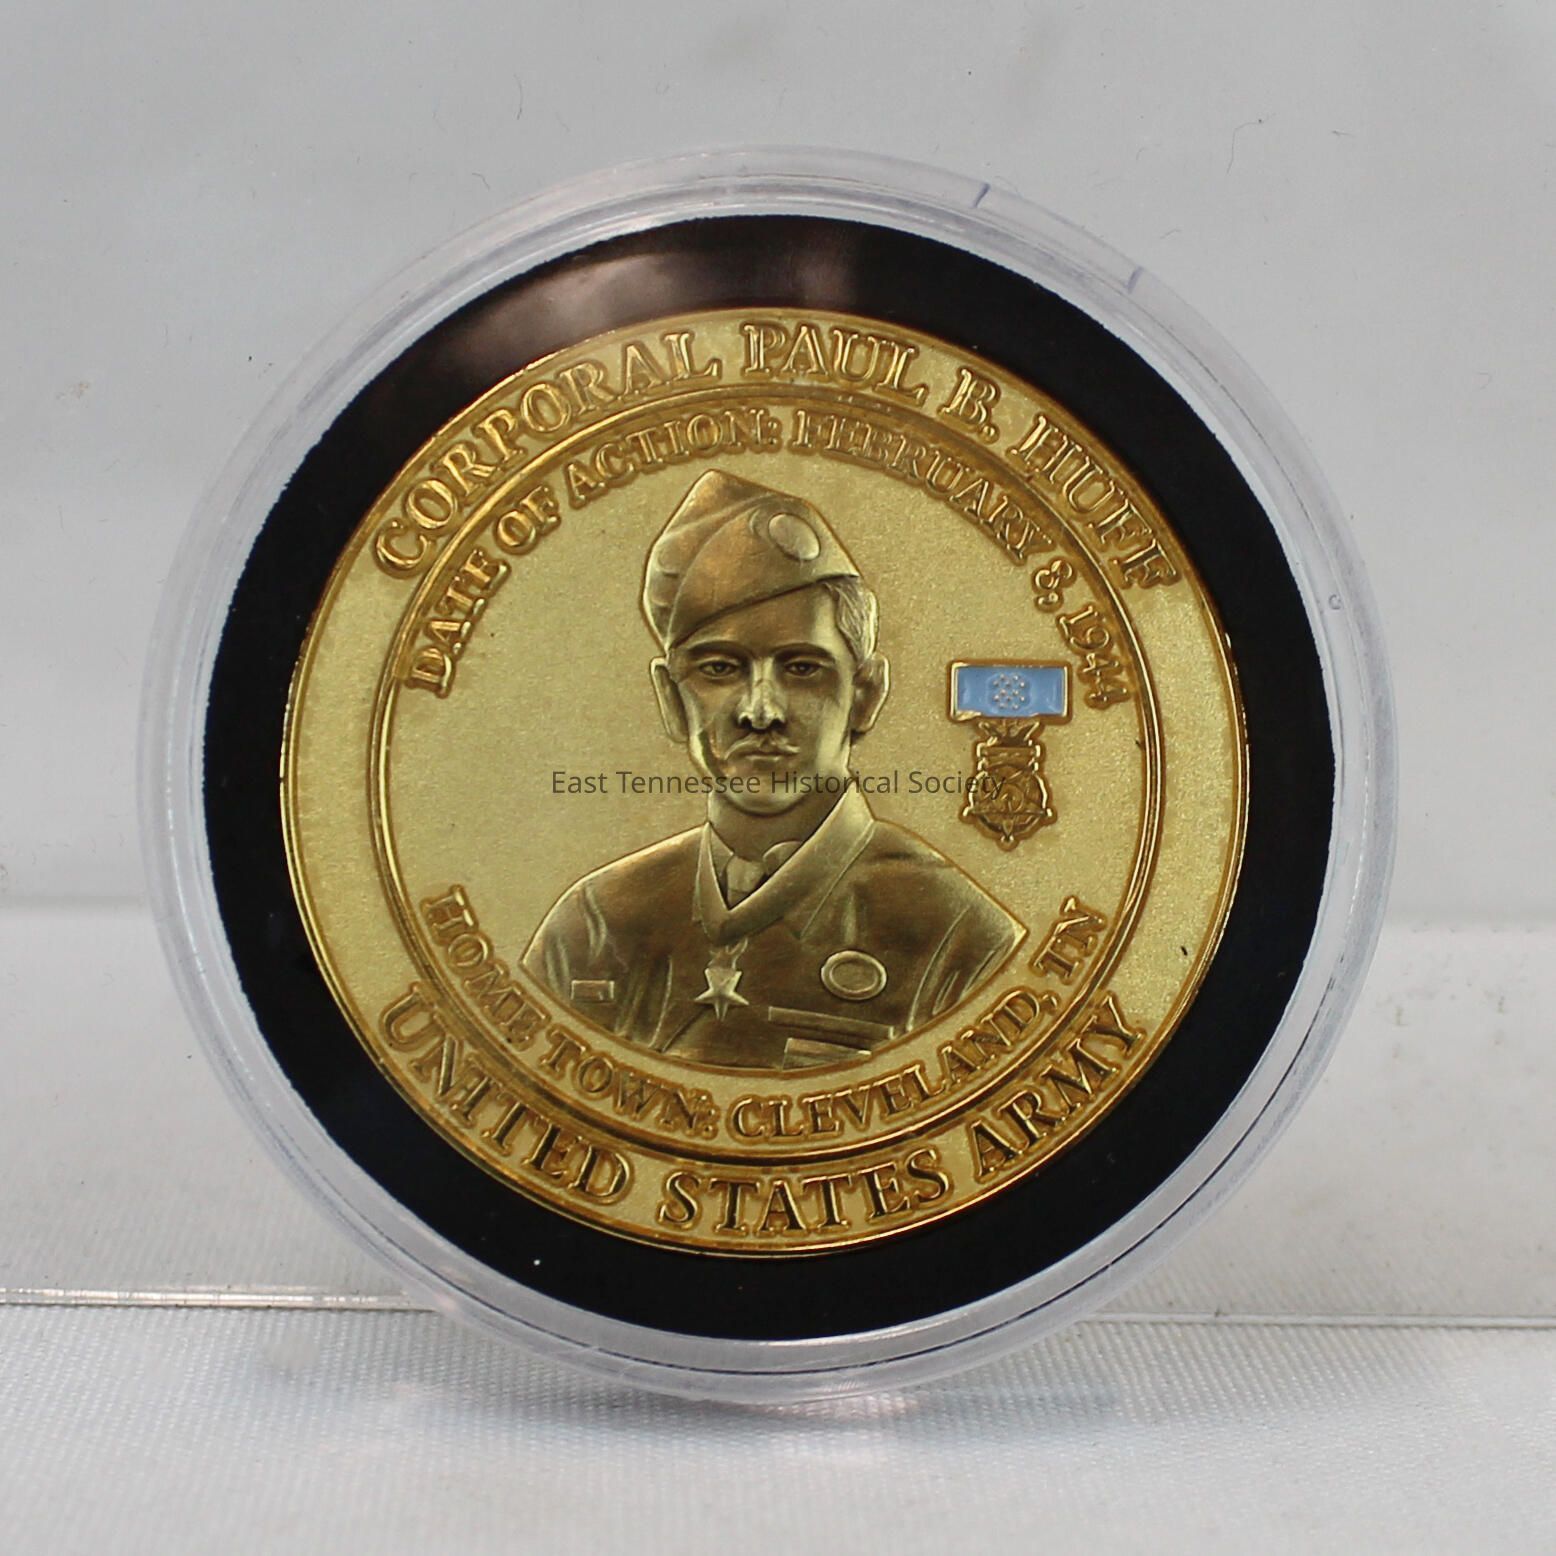 CORPORAL PAUL B. HUFF
DATE OF ACTION: FEBRUARY 8, 1944
East Tennessee Historical Society
HOME TOWN: CLEVELAND, TN
UNITED STATES ARMY